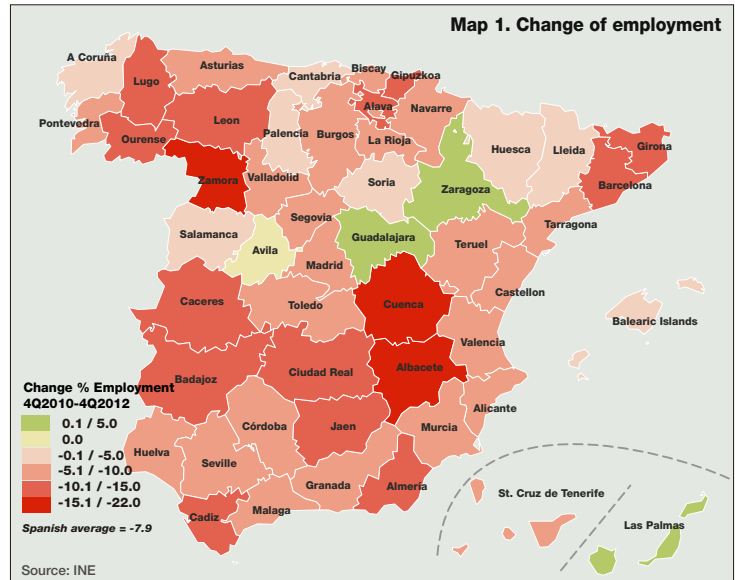 Map 1. Change of employment
A Coruña
Lugo
Asturias
Cantabria
Biscay
Gipuzkoa
Alava
Navarre
Pontevedra
Ourense
Leon
Palencia
Burgos
La Rioja
Huesca
Lleida
Girona
Barcelona
Zamora
Valladolid
Soria
Zaragoza
Tarragona
Salamanca
Avila
Segovia
Guadalajara
Teruel
Madrid
Castellon
Caceres
Toledo
Cuenca
Balearic Islands
Valencia
Badajoz
Ciudad Real
Albacete
Alicante
Córdoba
Jaen
Murcia
Huelva
Seville
Granada
Almería
Malaga
Cadiz
St. Cruz de Tenerife
Las Palmas
Change % Employment
4Q2010-4Q2012
0.1 / 5.0
0.0
-0.1 / -5.0
-5.1 / -10.0
-10.1 / -15.0
-15.1 / -22.0
Spanish average = -7.9
Source: INE